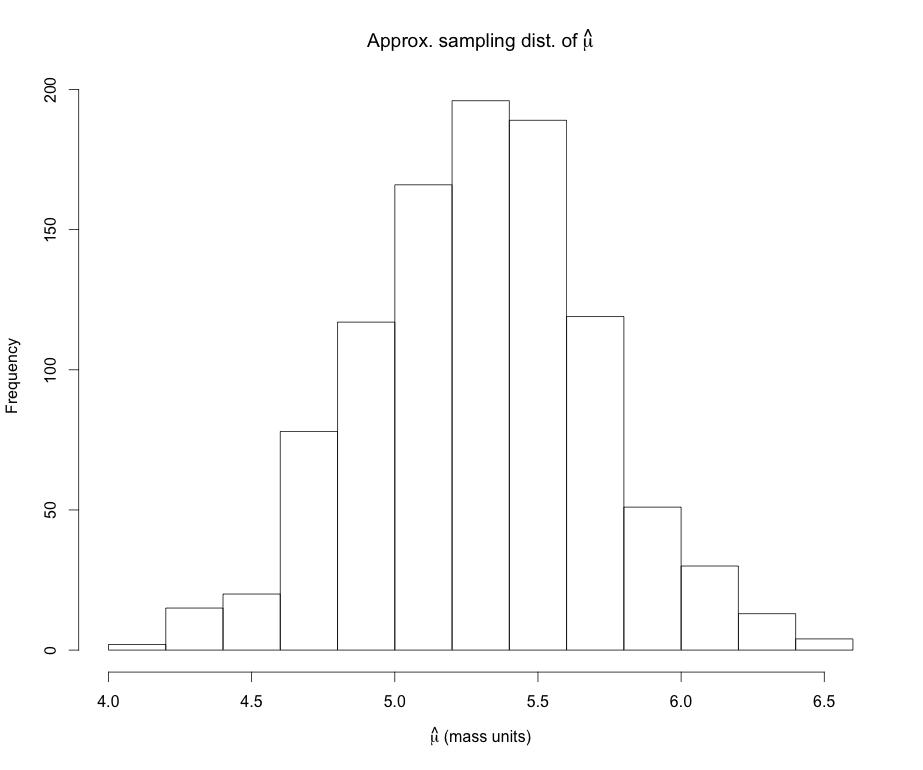 Approx. sampling dist. of μ̂
200
150
100
50
0
Frequency
4.0 4.5 5.0 5.5 6.0 6.5
μ̂ (mass units)